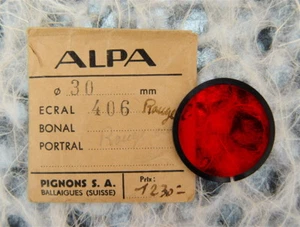 ALPA
ø 30 mm
ECRAL 406 Rouge
BONAL
PORTRAL
PIGNONS S. A.
BALLAIGUES (SUISSE)
Prix:
1230-